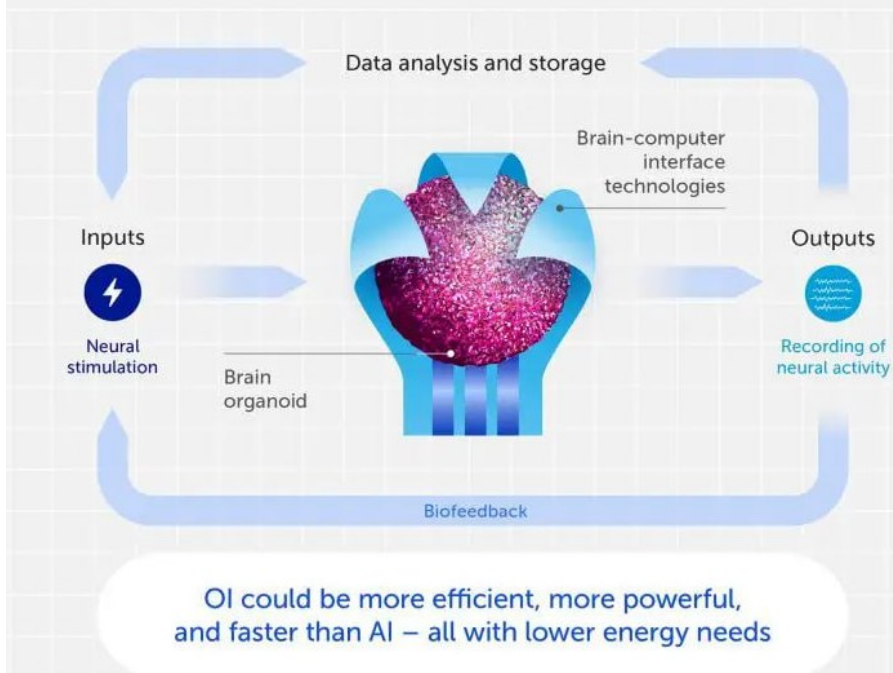 Data analysis and storage
Brain-computer
interface
technologies
Inputs
Outputs
Neural
stimulation
Recording of
neural activity
Brain
organoid
Biofeedback
OI could be more efficient, more powerful,
and faster than AI – all with lower energy needs